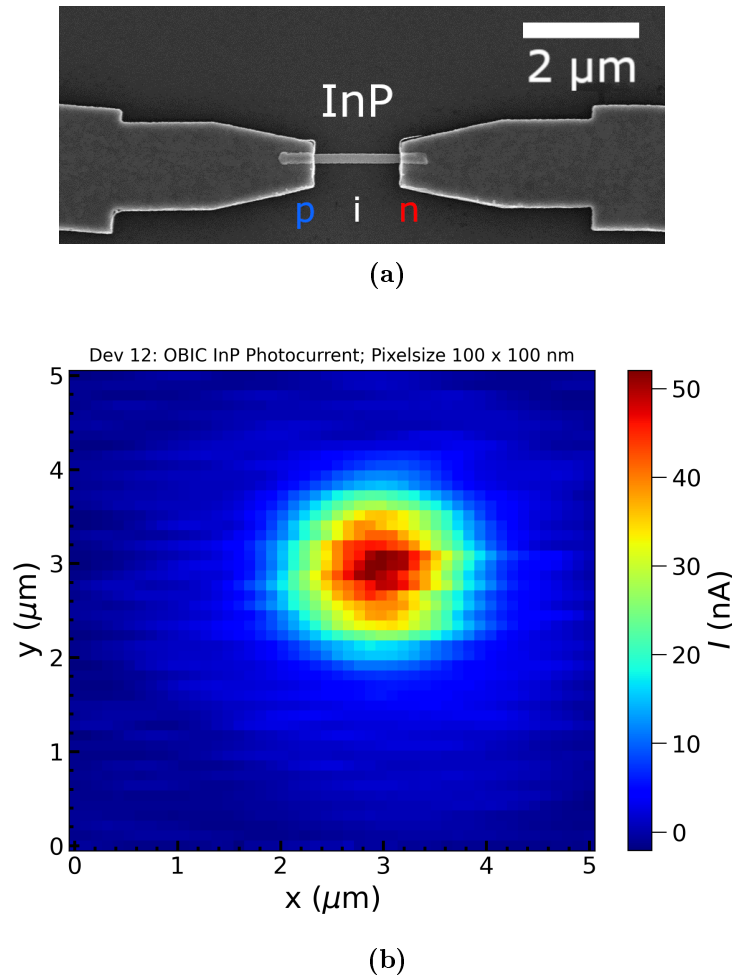 2 µm
InP
p i n
(a)
Dev 12: OBIC InP Photocurrent; Pixelsize 100 x 100 nm
5
4
3
2
1
0
y (μm)
0 1 2 3 4 5
x (μm)
50
40
30
20
10
0
I (nA)
(b)